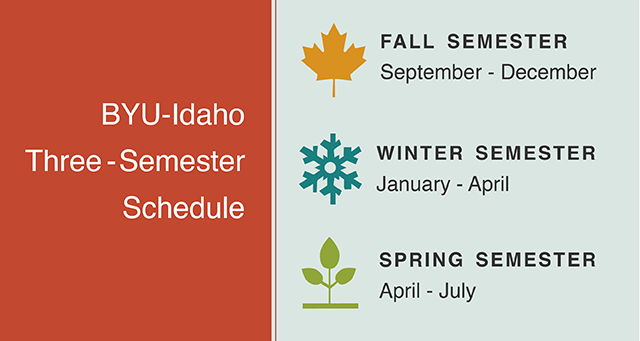 BYU-Idaho
Three-Semester
Schedule
FALL SEMESTER
September - December
WINTER SEMESTER
January - April
SPRING SEMESTER
April - July